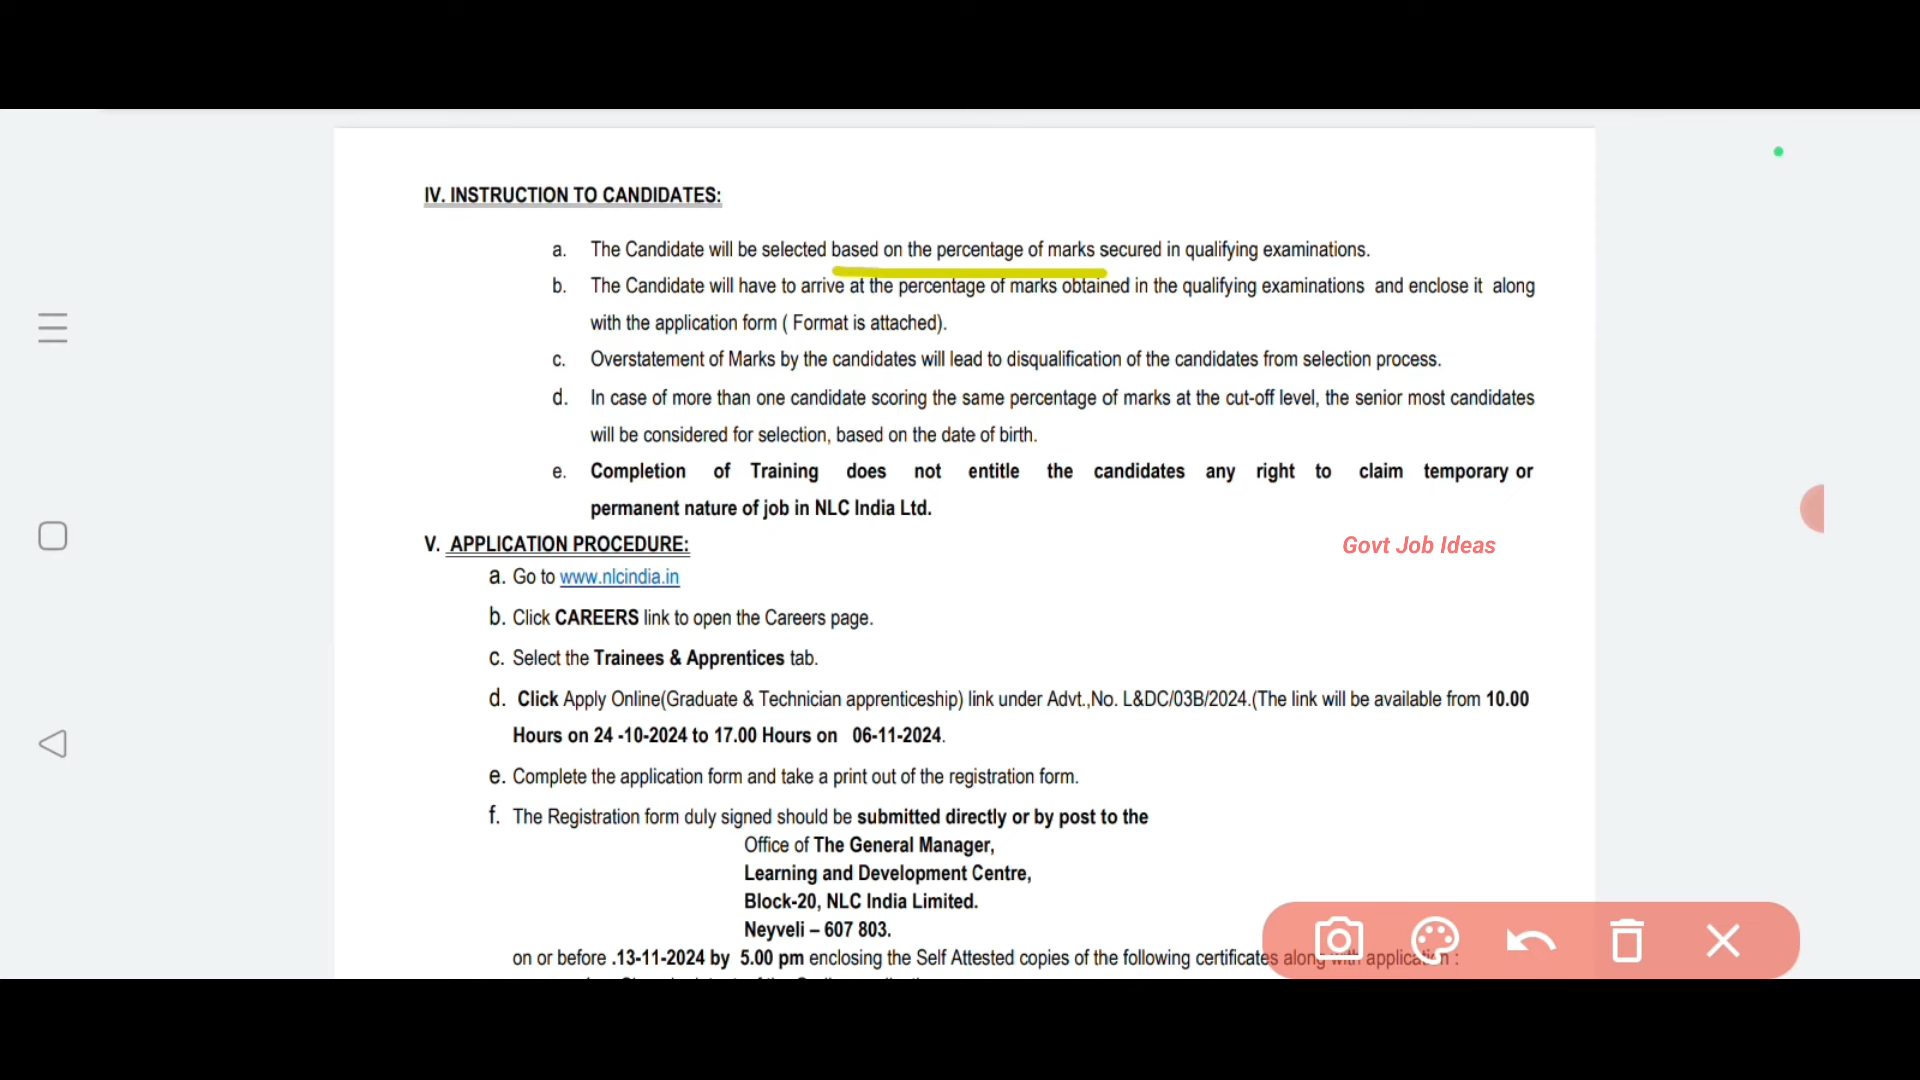 IV. INSTRUCTION TO CANDIDATES:
a. The Candidate will be selected based on the percentage of marks secured in qualifying examinations.
b. The Candidate will have to arrive at the percentage of marks obtained in the qualifying examinations and enclose it along
with the application form ( Format is attached).
c. Overstatement of Marks by the candidates will lead to disqualification of the candidates from selection process.
d. In case of more than one candidate scoring the same percentage of marks at the cut-off level, the senior most candidates
will be considered for selection, based on the date of birth.
e. Completion of Training does not entitle the candidates any right to claim temporary or
permanent nature of job in NLC India Ltd.
V. APPLICATION PROCEDURE:
Govt Job Ideas
a. Go to www.nlcindia.in
b. Click CAREERS link to open the Careers page.
c. Select the Trainees & Apprentices tab.
d. Click Apply Online(Graduate & Technician apprenticeship) link under Advt.,No. L&DC/03B/2024.(The link will be available from 10.00
Hours on 24 -10-2024 to 17.00 Hours on 06-11-2024.
e. Complete the application form and take a print out of the registration form.
f. The Registration form duly signed should be submitted directly or by post to the
Office of The General Manager,
Learning and Development Centre,
Block-20, NLC India Limited.
Neyveli – 607 803.
on or before .13-11-2024 by 5.00 pm enclosing the Self Attested copies of the following certificates along with application :